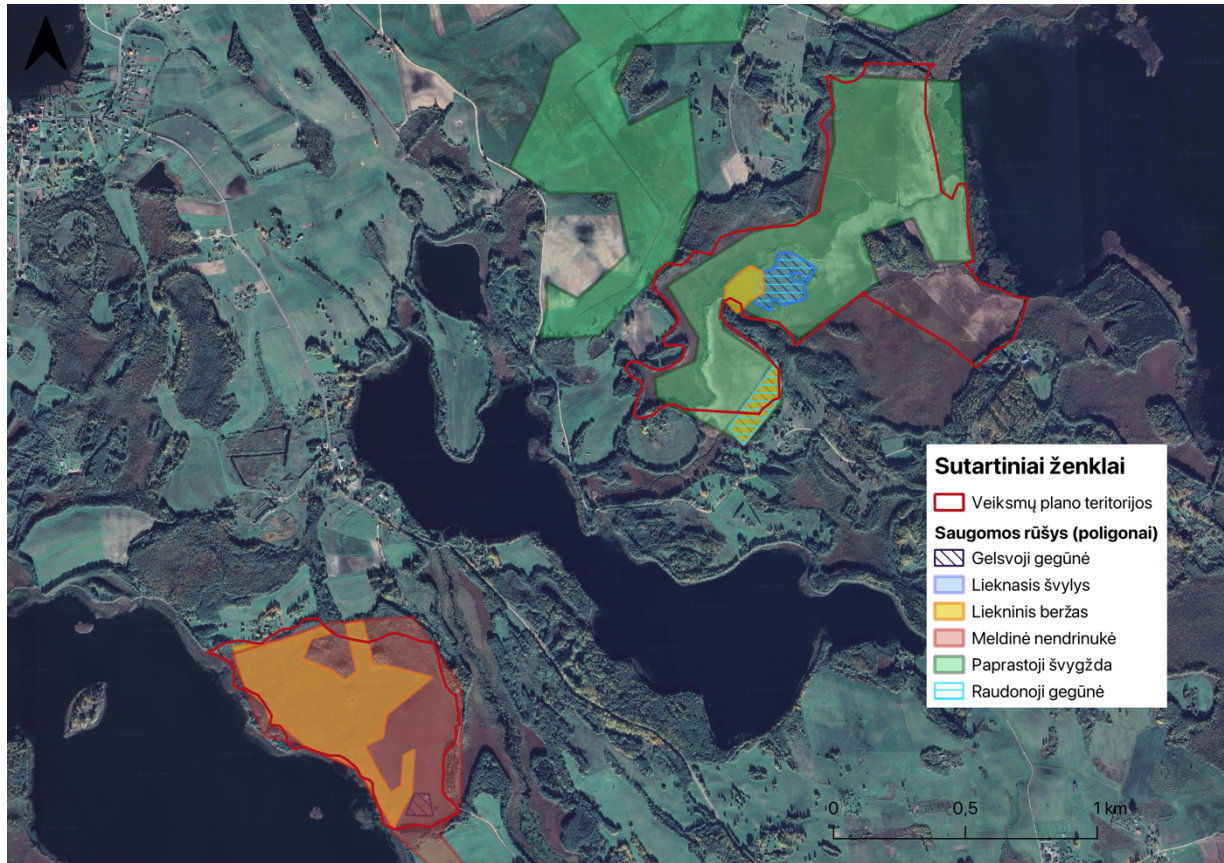 Sutartiniai ženklai
Veiksmų plano teritorijos
Saugomos rūšys (poligonai)
Gelsvoji gegūnė
Lieknasis švylys
Liekninis beržas
Meldinė nendrinukė
Paprastoji švygžda
Raudonoji gegūnė
0 0,5 1 km